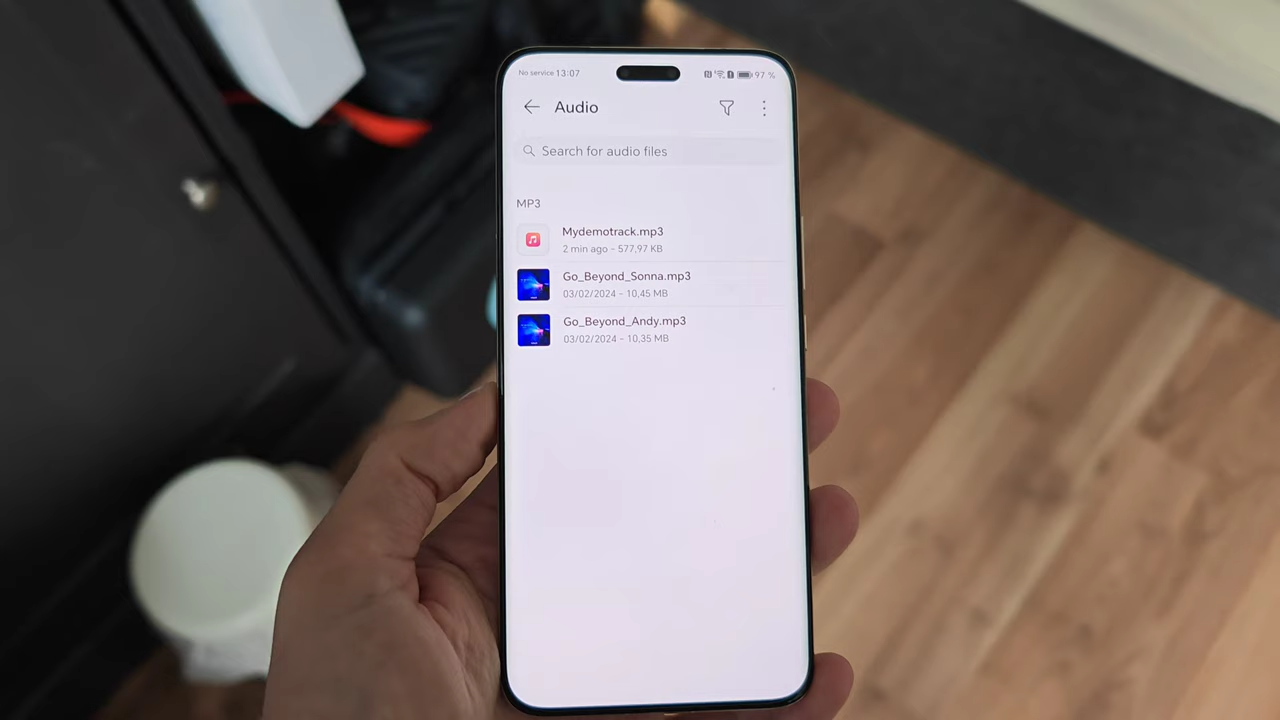 No service 13:07
97 %
Audio
Search for audio files
MP3
Mydemotrack.mp3
2 min ago - 577,97 KB
Go_Beyond_Sonna.mp3
03/02/2024 - 10,45 MB
Go_Beyond_Andy.mp3
03/02/2024 - 10,35 MB